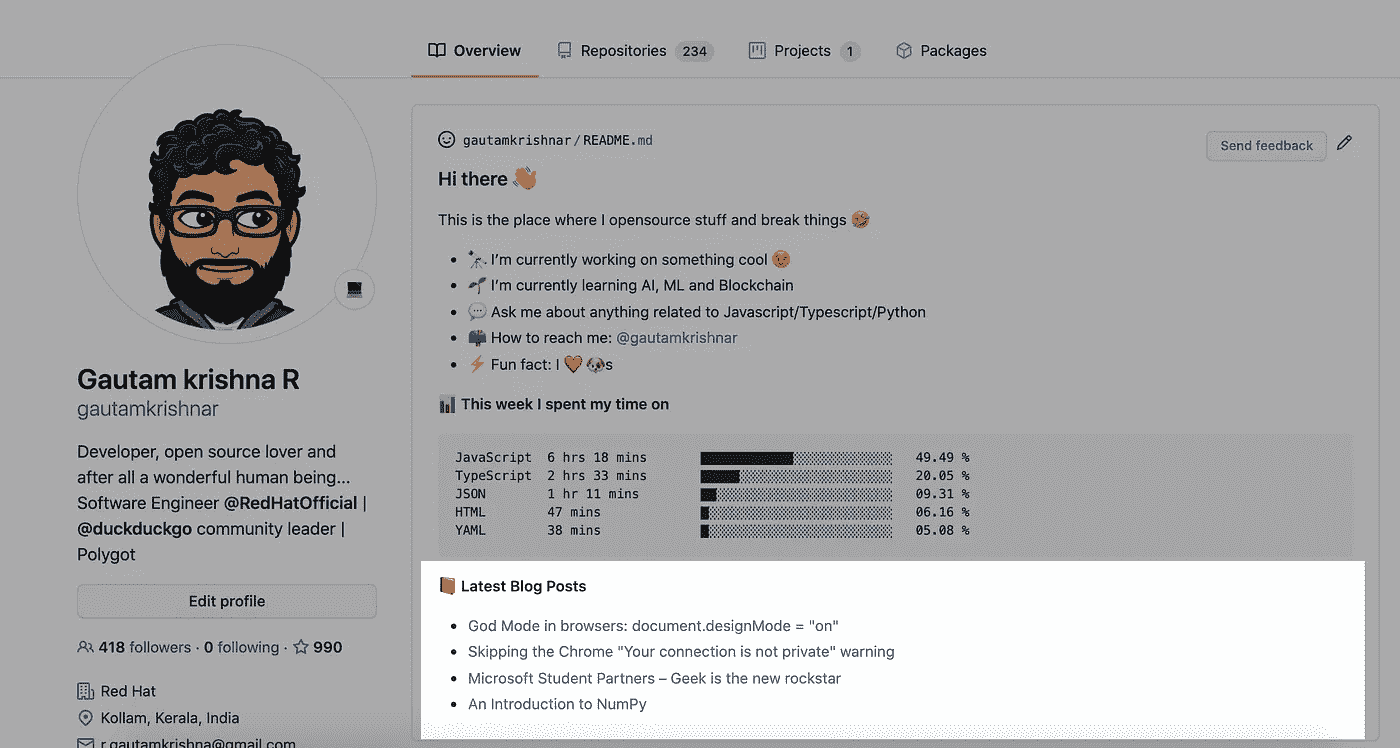 Overview Repositories 234 Projects 1 Packages
gautamkrishnar/README.md
Send feedback
Hi there 👋
This is the place where I opensource stuff and break things 🤣
🔭 I’m currently working on something cool 😉
🌱 I’m currently learning AI, ML and Blockchain
💬 Ask me about anything related to Javascript/Typescript/Python
📫 How to reach me: @gautamkrishnar
⚡ Fun fact: I 🧡 🐶s
📊 This week I spent my time on
JavaScript 6 hrs 18 mins 49.49 %
TypeScript 2 hrs 33 mins 20.05 %
JSON 1 hr 11 mins 09.31 %
HTML 47 mins 06.16 %
YAML 38 mins 05.08 %
📕 Latest Blog Posts
God Mode in browsers: document.designMode = "on"
Skipping the Chrome "Your connection is not private" warning
Microsoft Student Partners – Geek is the new rockstar
An Introduction to NumPy
Gautam krishna R
gautamkrishnar
Developer, open source lover and
after all a wonderful human being...
Software Engineer @RedHatOfficial |
@duckduckgo community leader |
Polygot
Edit profile
418 followers · 0 following · 990
Red Hat
Kollam, Kerala, India
r.gautamkrishna@gmail.com